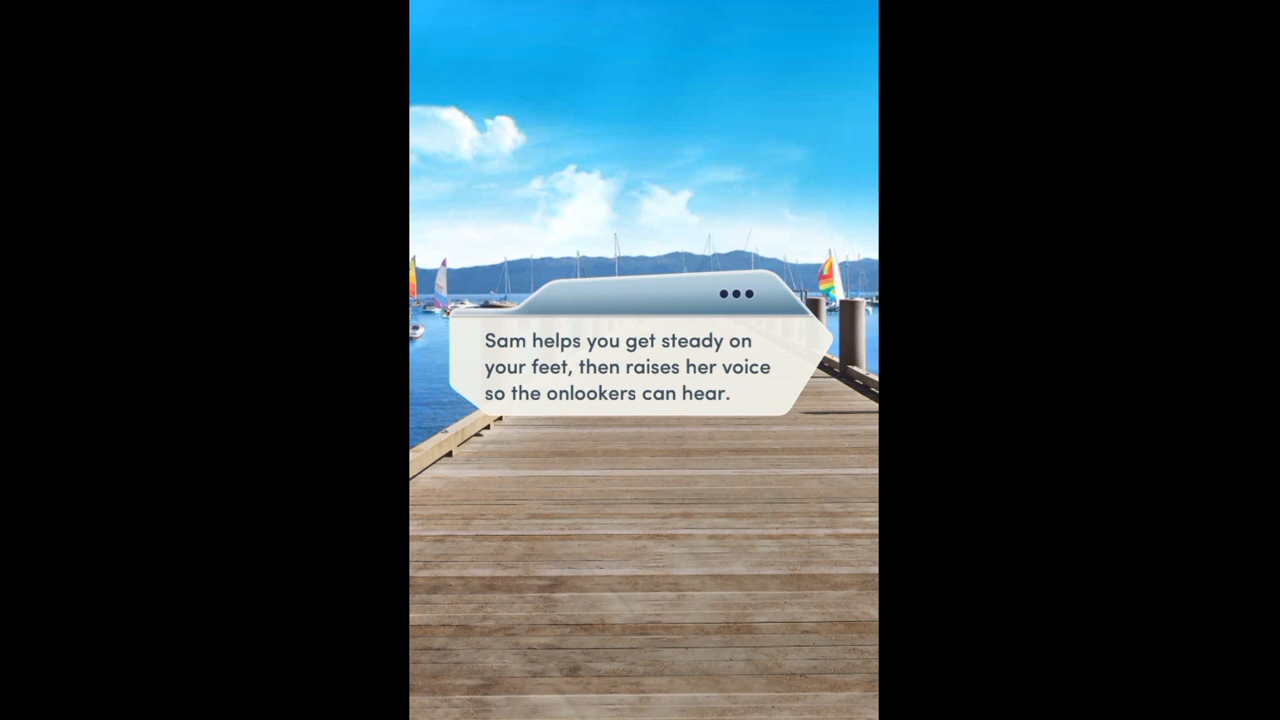 Sam helps you get steady on
your feet, then raises her voice
so the onlookers can hear.